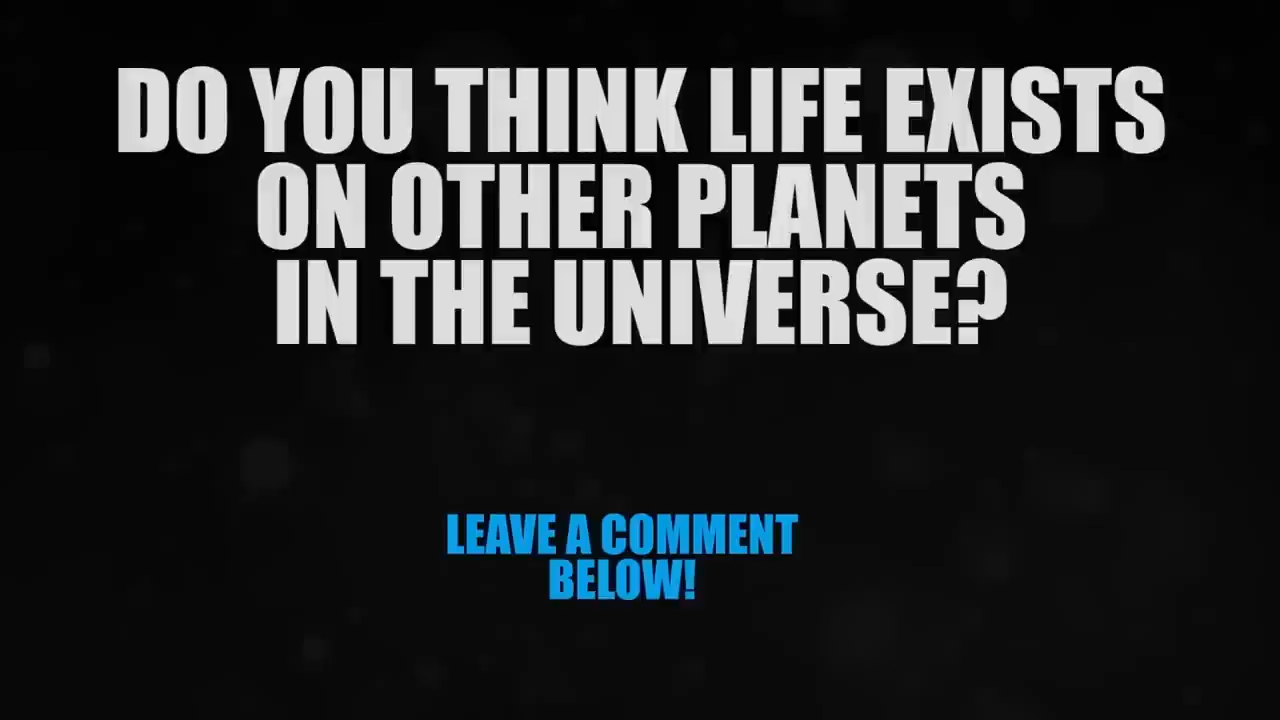 DO YOU THINK LIFE EXISTS
ON OTHER PLANETS
IN THE UNIVERSE?
LEAVE A COMMENT
BELOW!